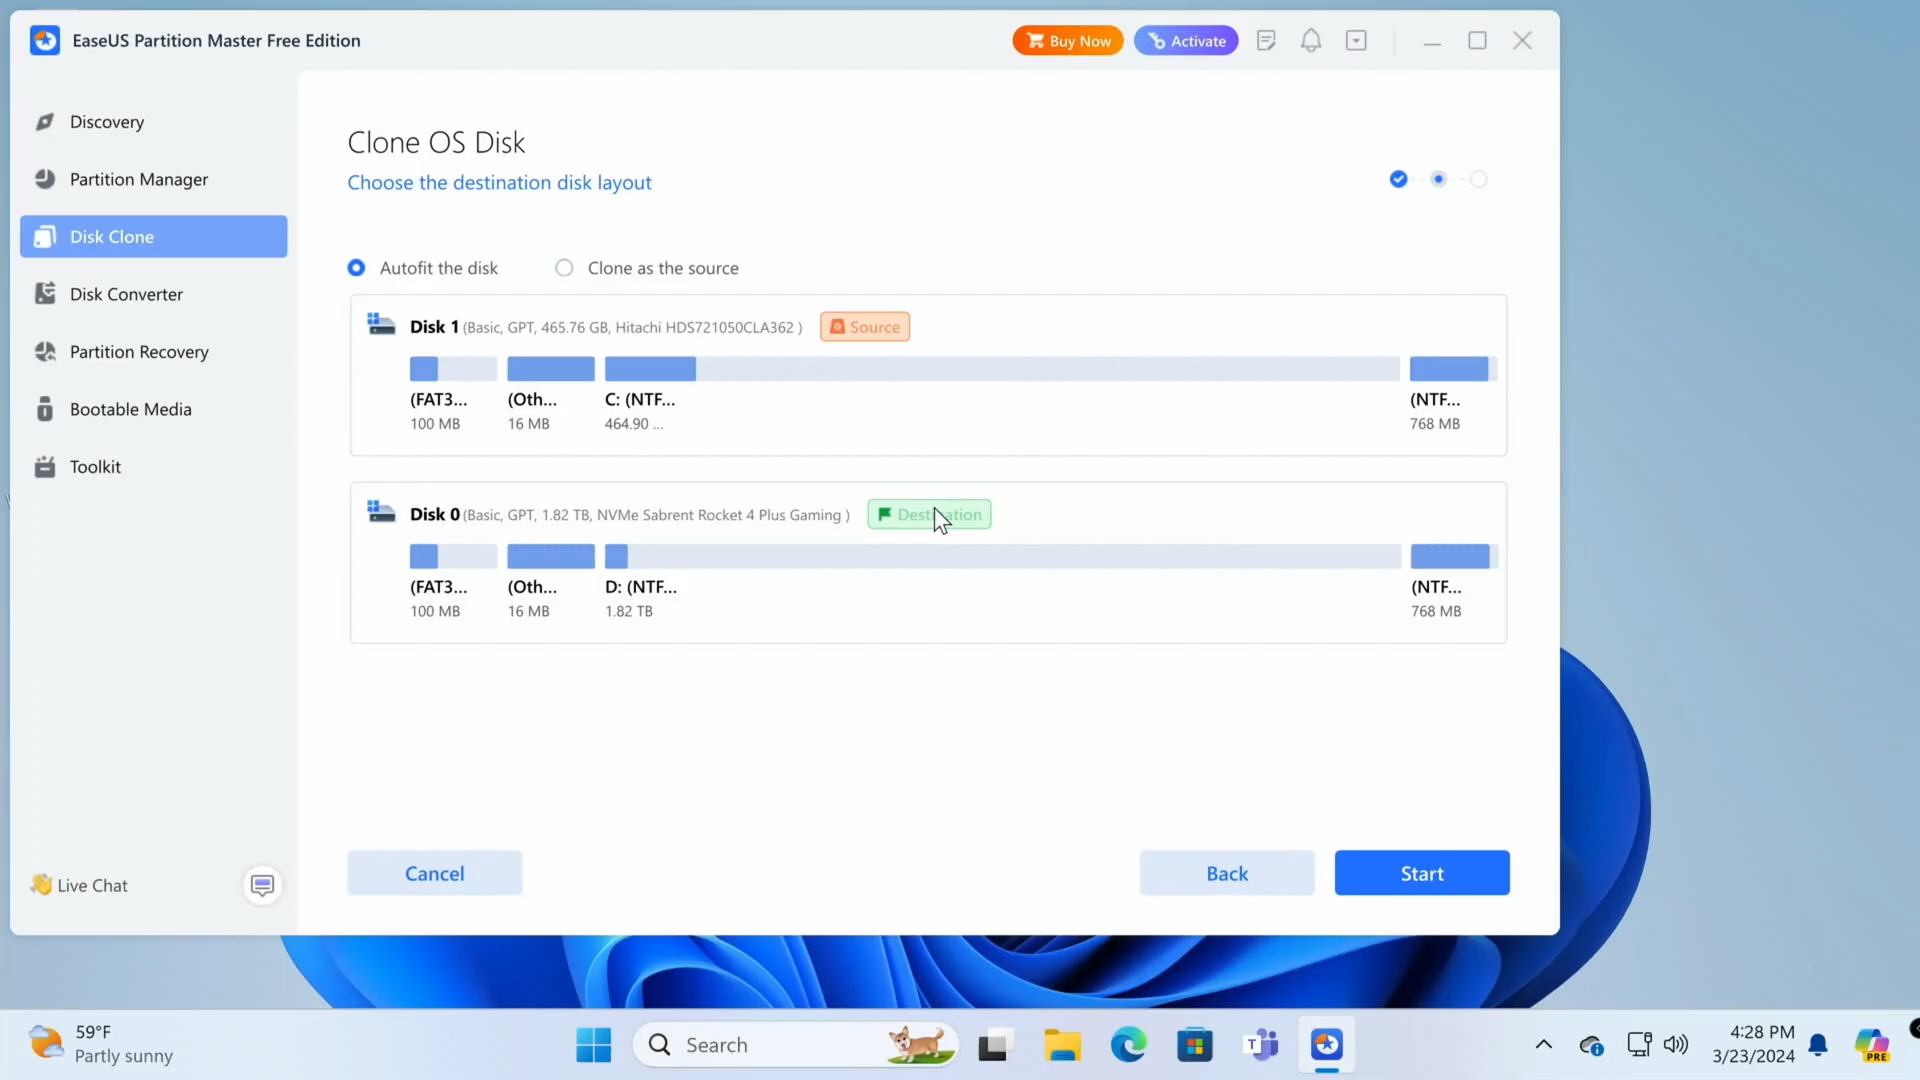 EaseUS Partition Master Free Edition
Buy Now
Activate
Discovery
Partition Manager
Disk Clone
Disk Converter
Partition Recovery
Bootable Media
Toolkit
Live Chat
Clone OS Disk
Choose the destination disk layout
Autofit the disk
Clone as the source
Disk 1 (Basic, GPT, 465.76 GB, Hitachi HDS721050CLA362 )
Source
(FAT3... (Oth... C: (NTF... (NTF...
100 MB 16 MB 464.90 ... 768 MB
Disk 0 (Basic, GPT, 1.82 TB, NVMe Sabrent Rocket 4 Plus Gaming )
Destination
(FAT3... (Oth... D: (NTF... (NTF...
100 MB 16 MB 1.82 TB 768 MB
Cancel
Back
Start
59°F
Partly sunny
Search
T
4:28 PM
3/23/2024
PRE